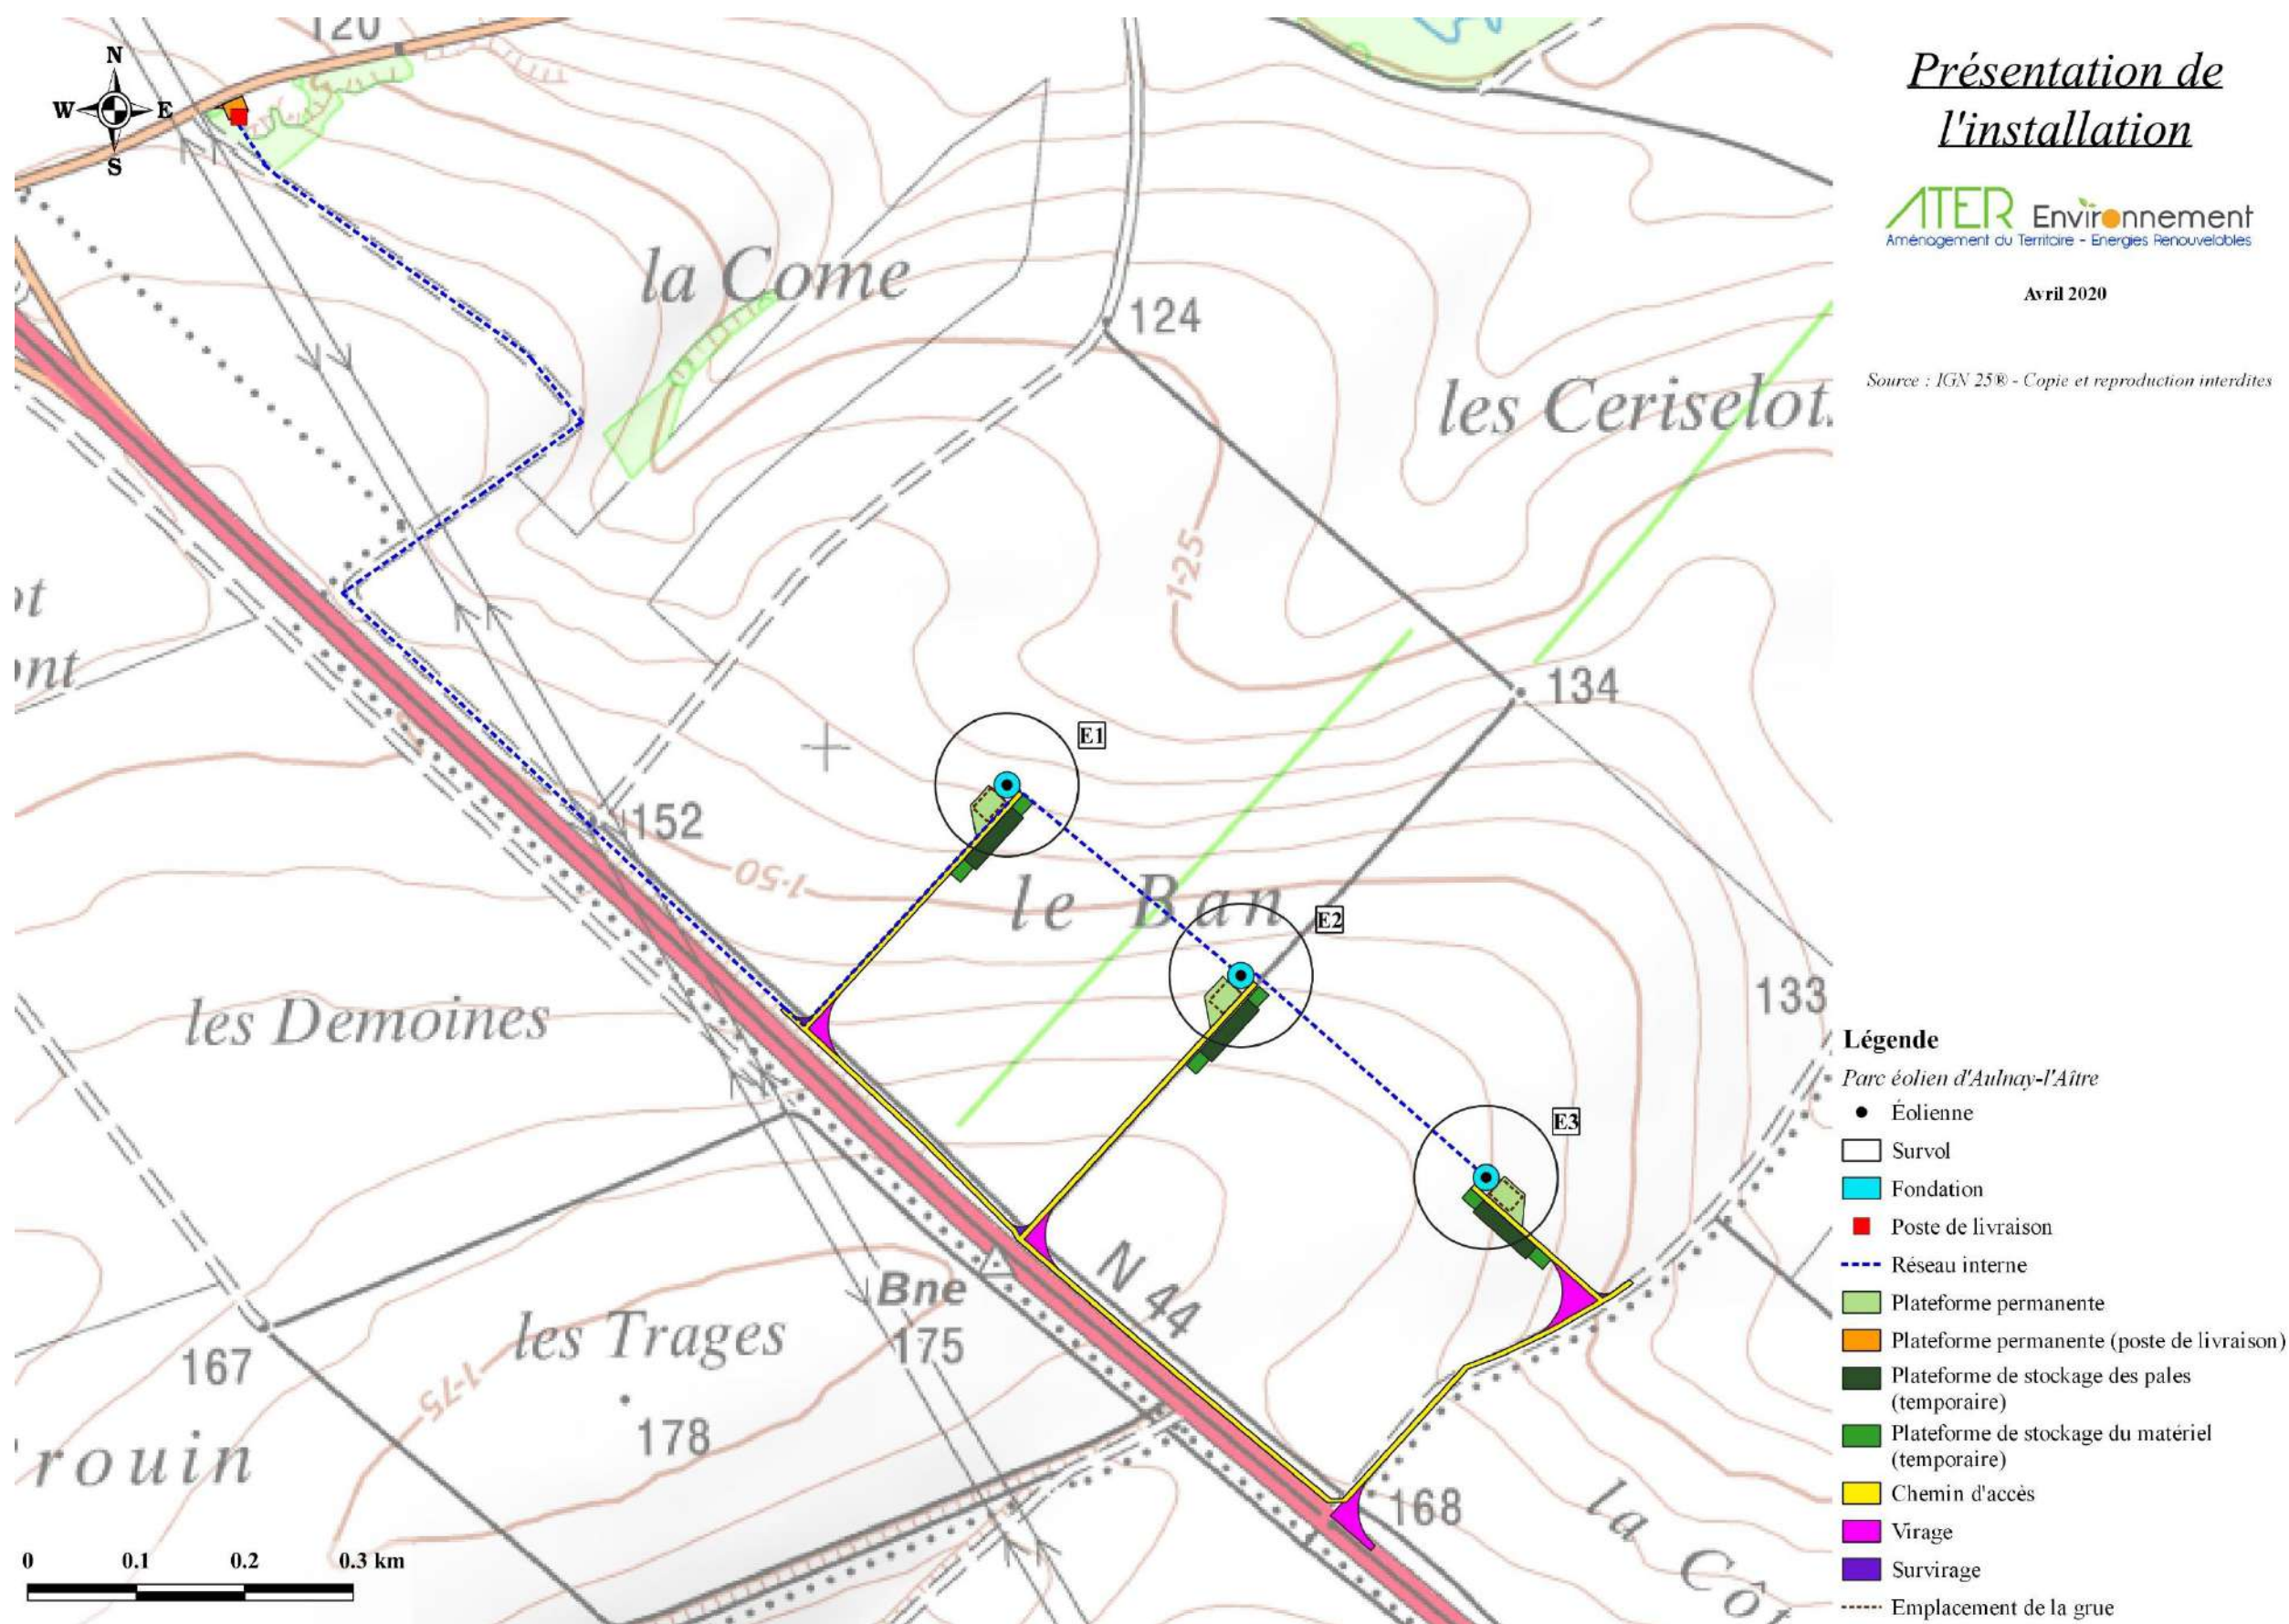 Présentation de
l'installation
ATER Environnement
Aménagement du Territoire - Energies Renouvelables
Avril 2020
Source : IGN 25® - Copie et reproduction interdites
120
N
W E
S
la Come
124
les Ceriselot
1-25
ot
ont
134
E1
152
1-50
le Ban
E2
133
les Demoines
E3
N 44
Bne
175
les Trages
167
1-75
178
rouin
168
la Côt
0 0.1 0.2 0.3 km
Légende
Parc éolien d'Aulnay-l'Aître
Éolienne
Survol
Fondation
Poste de livraison
Réseau interne
Plateforme permanente
Plateforme permanente (poste de livraison)
Plateforme de stockage des pales
(temporaire)
Plateforme de stockage du matériel
(temporaire)
Chemin d'accès
Virage
Survirage
Emplacement de la grue